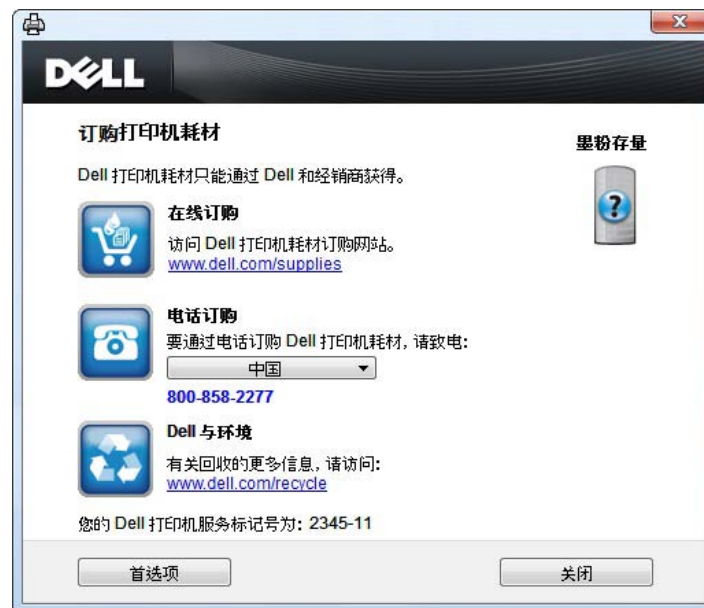 DELL
订购打印机耗材
墨粉存量
Dell 打印机耗材只能通过 Dell 和经销商获得。
?
在线订购
访问 Dell 打印机耗材订购网站。
www.dell.com/supplies
电话订购
要通过电话订购 Dell 打印机耗材, 请致电:
中国
800-858-2277
Dell 与环境
有关回收的更多信息, 请访问:
www.dell.com/recycle
您的 Dell 打印机服务标记号为: 2345-11
首选项
关闭